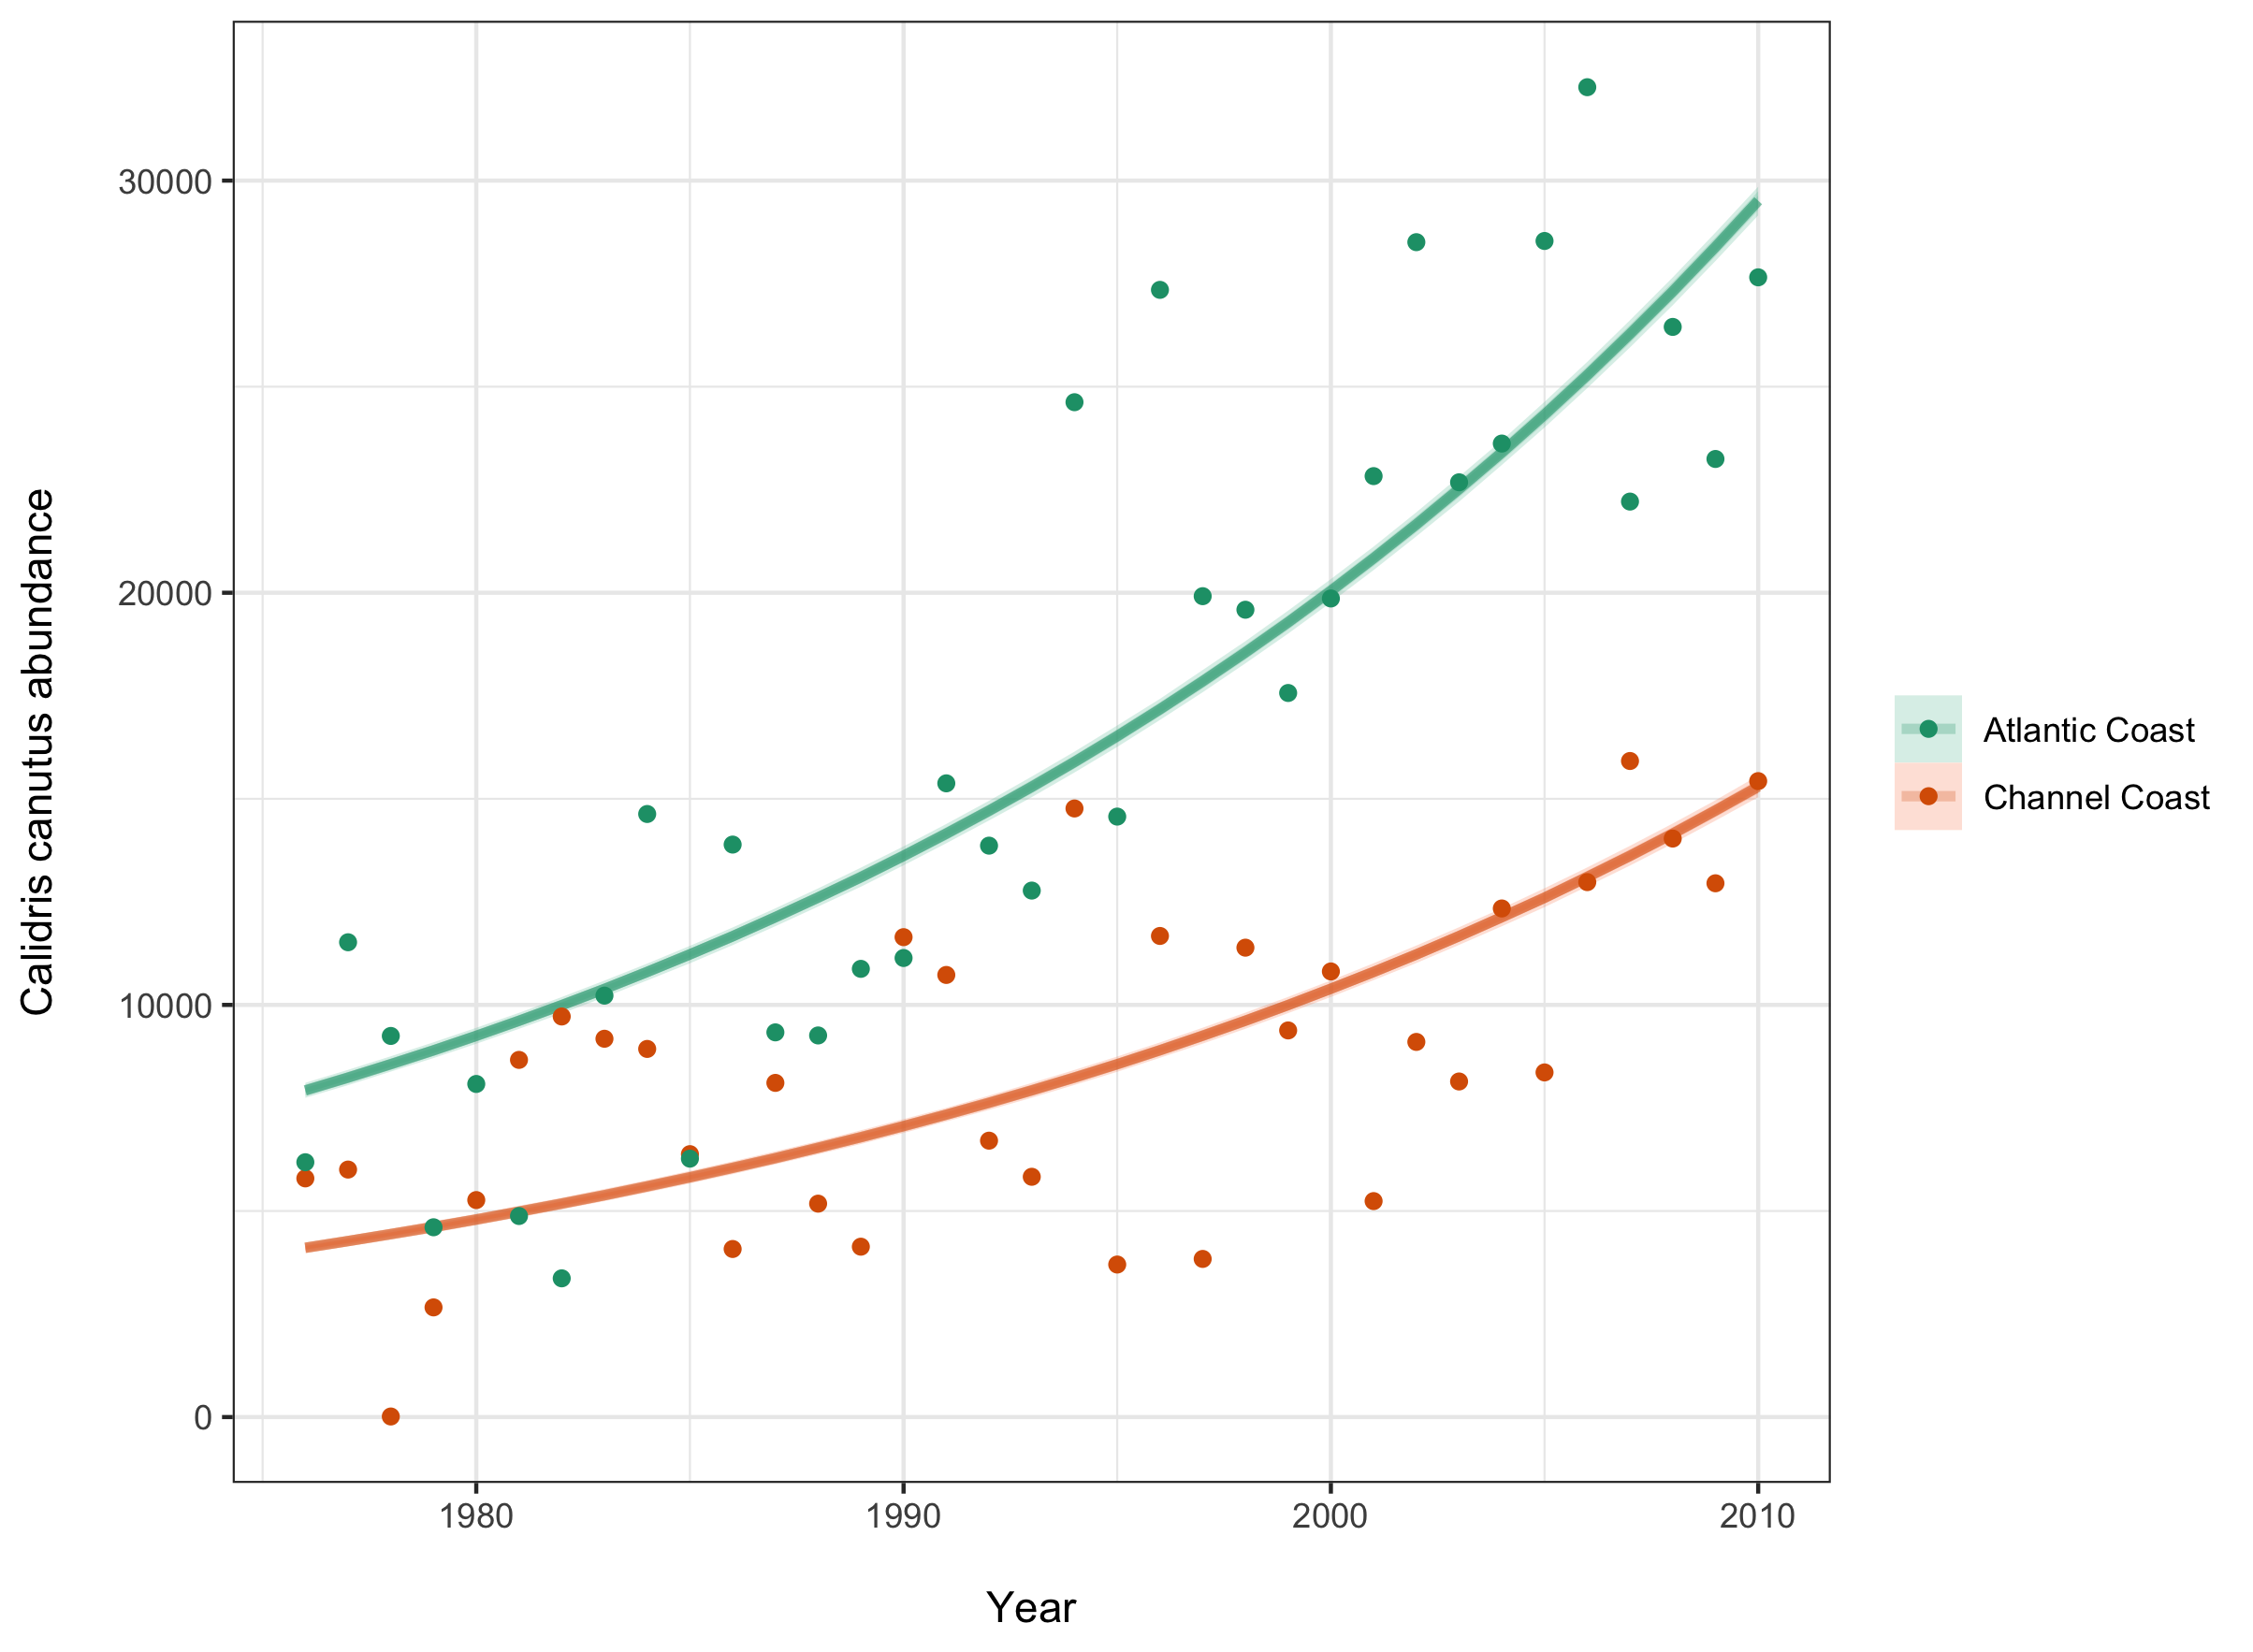 Calidris canutus abundance
30000
20000
10000
0
1980 1990 2000 2010
Year
Atlantic Coast
Channel Coast